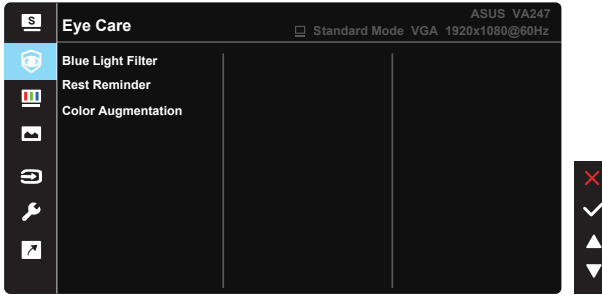 S
Eye Care
ASUS VA247
Standard Mode VGA 1920x1080@60Hz
Blue Light Filter
Rest Reminder
Color Augmentation